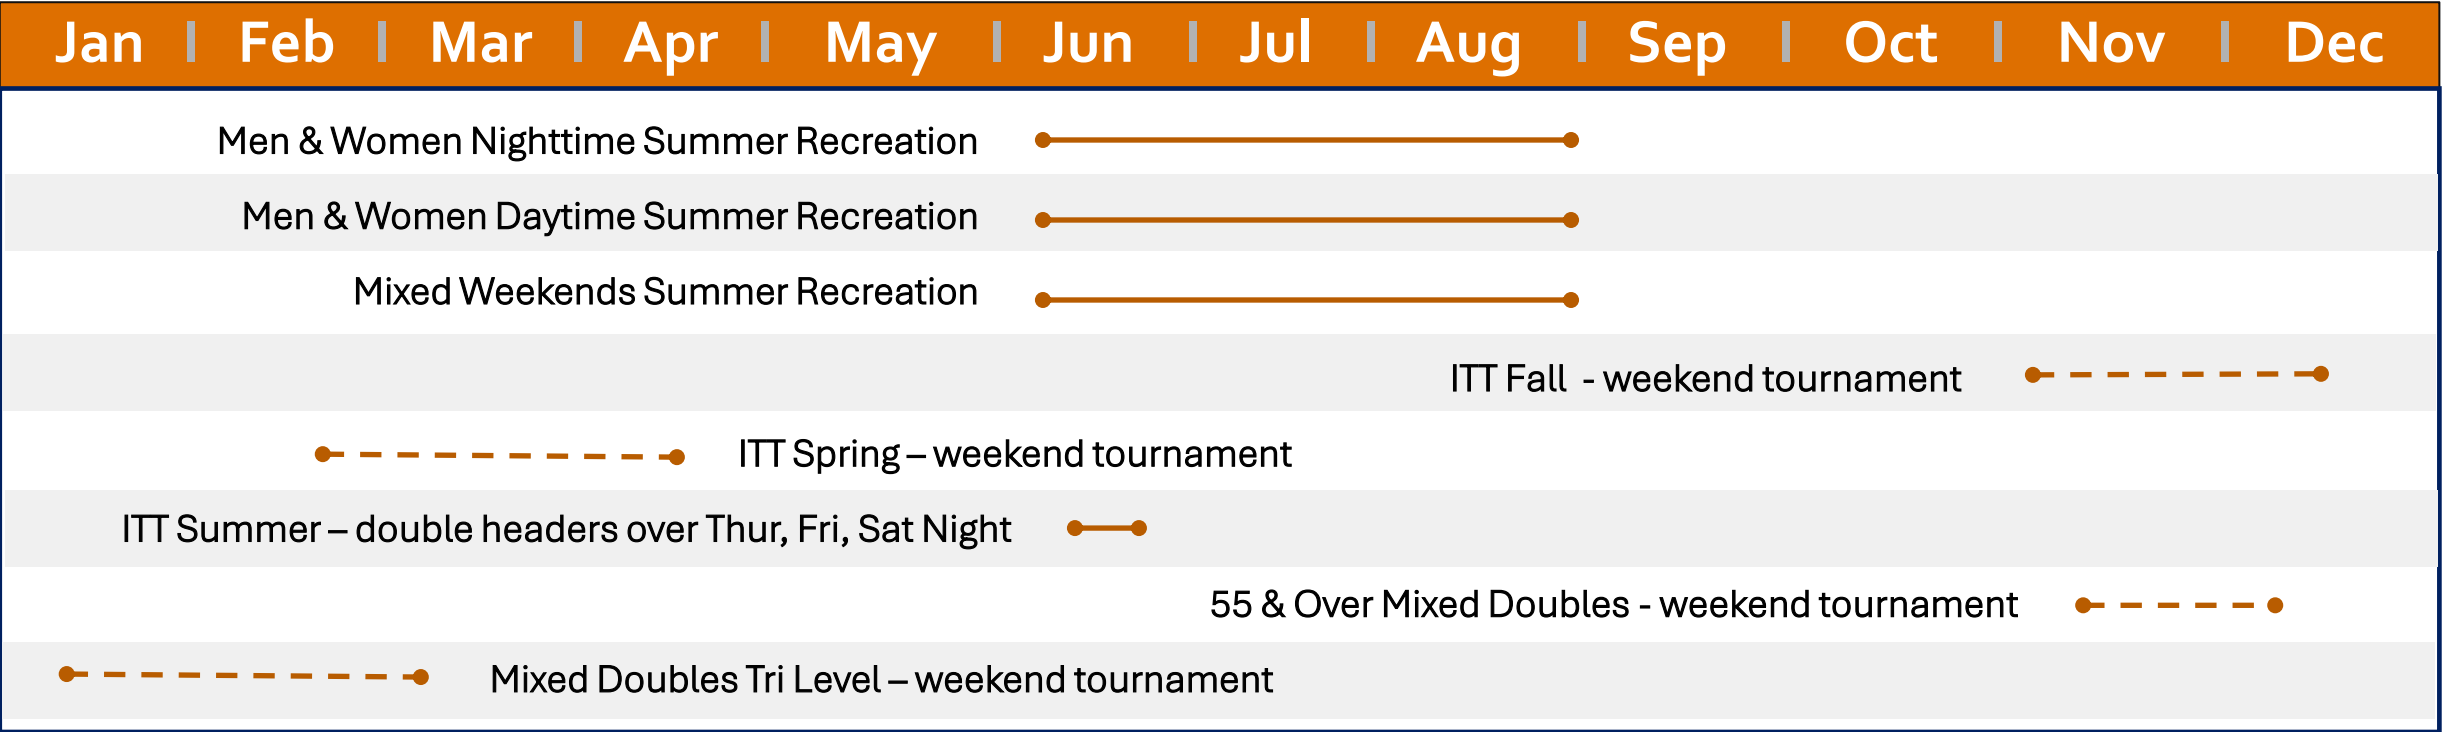 Jan | Feb | Mar | Apr | May | Jun | Jul | Aug | Sep | Oct | Nov | Dec
Men & Women Nighttime Summer Recreation
Men & Women Daytime Summer Recreation
Mixed Weekends Summer Recreation
ITT Fall - weekend tournament
ITT Spring – weekend tournament
ITT Summer – double headers over Thur, Fri, Sat Night
55 & Over Mixed Doubles - weekend tournament
Mixed Doubles Tri Level – weekend tournament